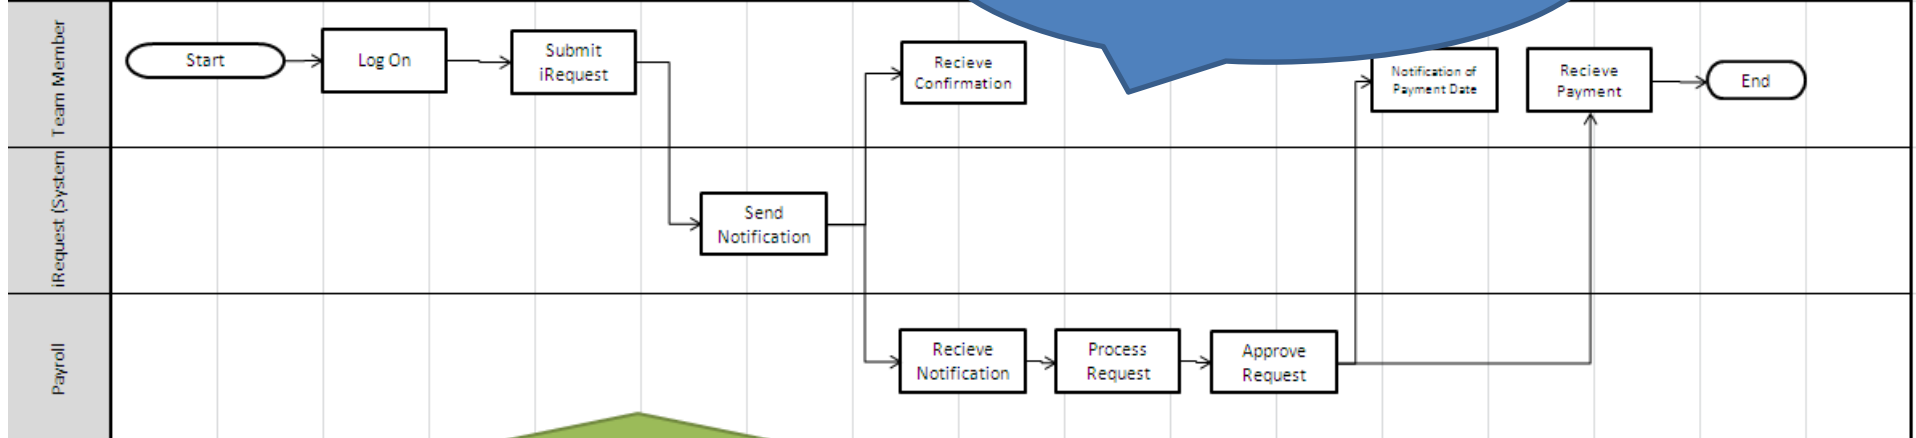 Team Member
Start
Log On
Submit
iRequest
Recieve
Confirmation
Notification of
Payment Date
Recieve
Payment
End
iRequest (System
Send
Notification
Payroll
Recieve
Notification
Process
Request
Approve
Request